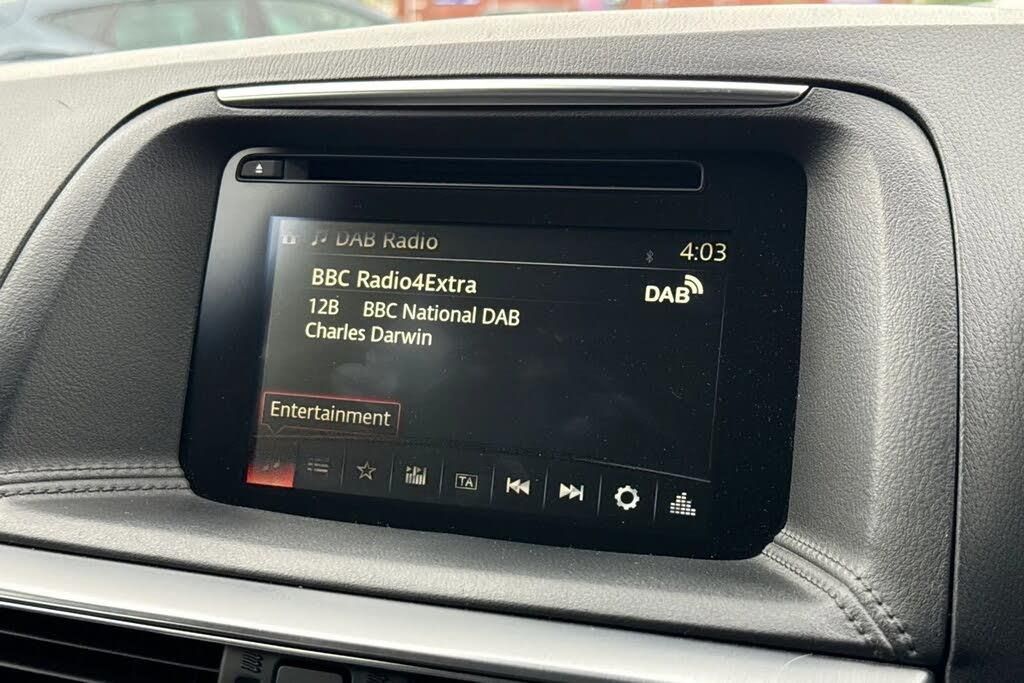 DAB Radio
4:03
BBC Radio4Extra
DAB
12B BBC National DAB
Charles Darwin
Entertainment
TA